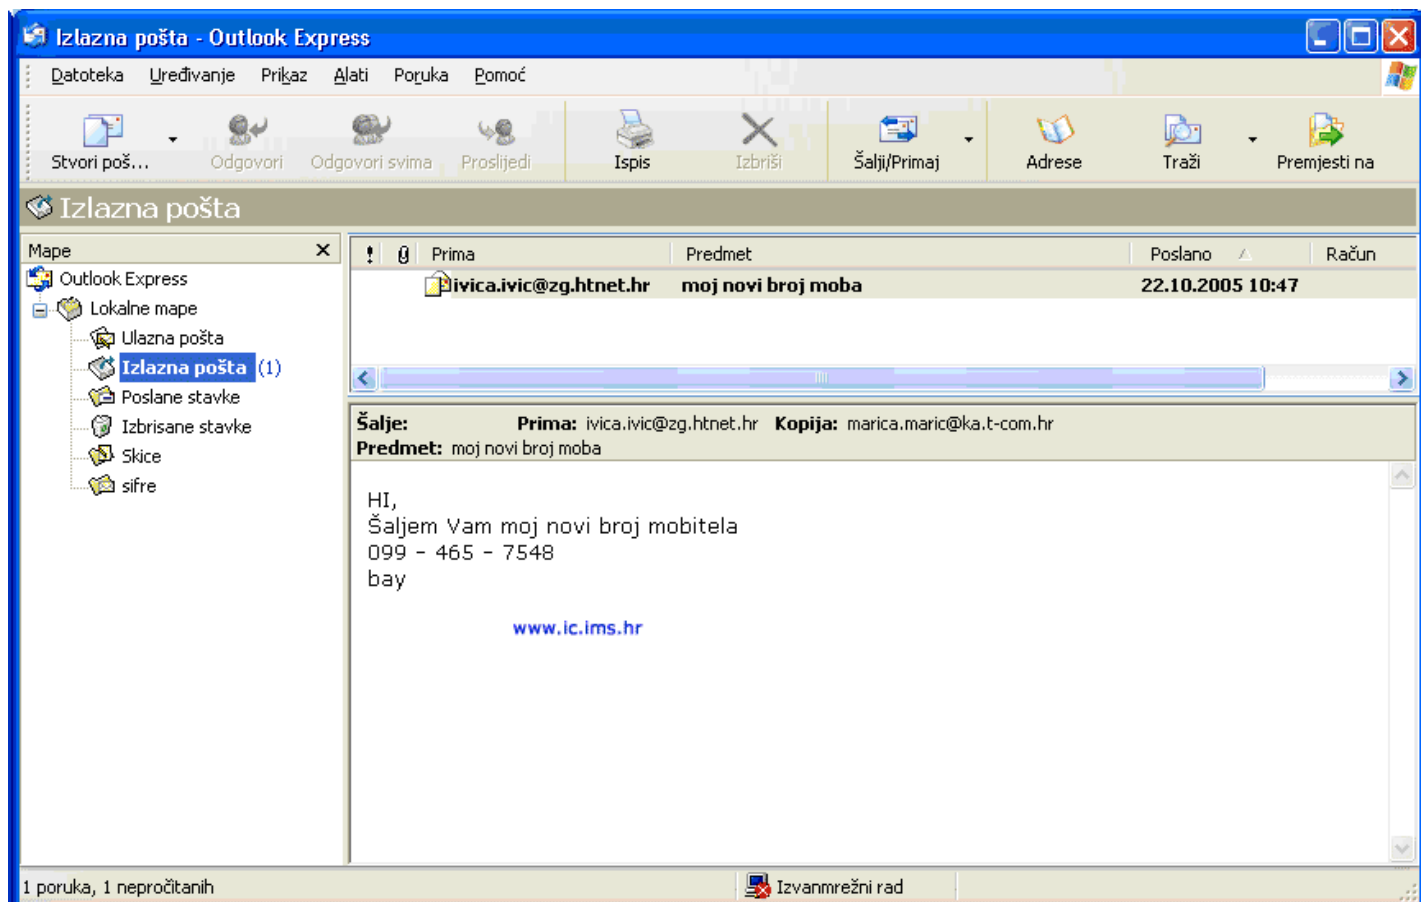 Izlazna pošta - Outlook Express
Datoteka Uređivanje Prikaz Alati Poruka Pomoć
Stvori poš... Odgovori Odgovori svima Proslijedi Ispis Izbriši Šalji/Primaj Adrese Traži Premjesti na
Izlazna pošta
Mape
Outlook Express
Lokalne mape
Ulazna pošta
Izlazna pošta (1)
Poslane stavke
Izbrisane stavke
Skice
sifre
! Prima Predmet Poslano Račun
ivica.ivic@zg.htnet.hr moj novi broj moba 22.10.2005 10:47
Šalje: Prima: ivica.ivic@zg.htnet.hr Kopija: marica.maric@ka.t-com.hr
Predmet: moj novi broj moba
HI,
Šaljem Vam moj novi broj mobitela
099 - 465 - 7548
bay
www.ic.ims.hr
1 poruka, 1 nepročitanih Izvanmrežni rad